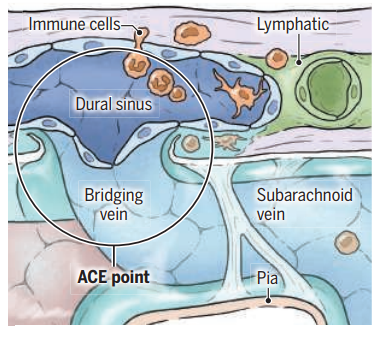 Immune cells
Lymphatic
Dural sinus
Bridging
vein
Subarachnoid
vein
ACE point
Pia